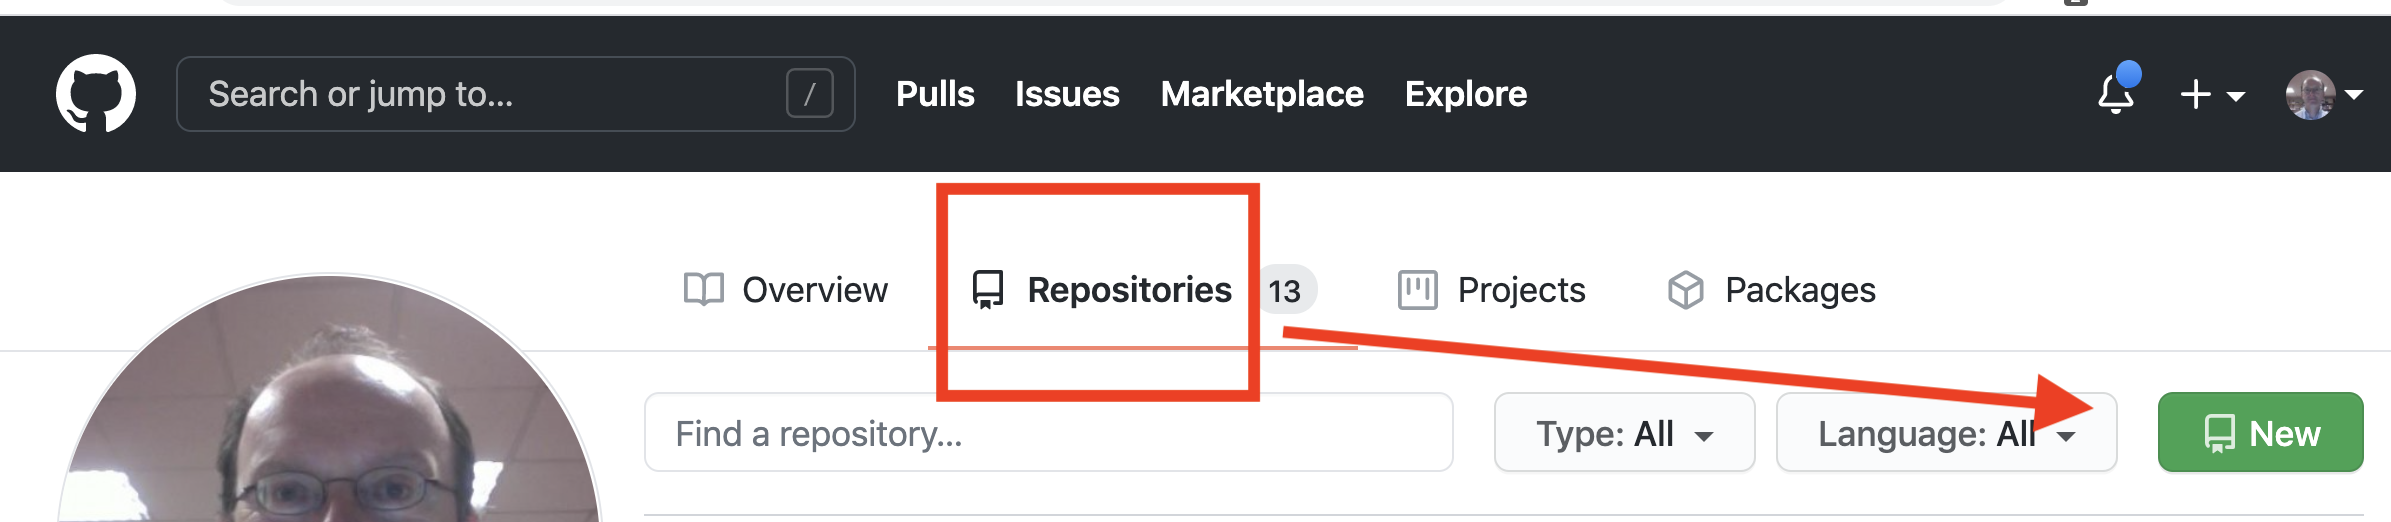 Search or jump to... / Pulls Issues Marketplace Explore
Overview Repositories 13 Projects Packages
Find a repository... Type: All Language: All New